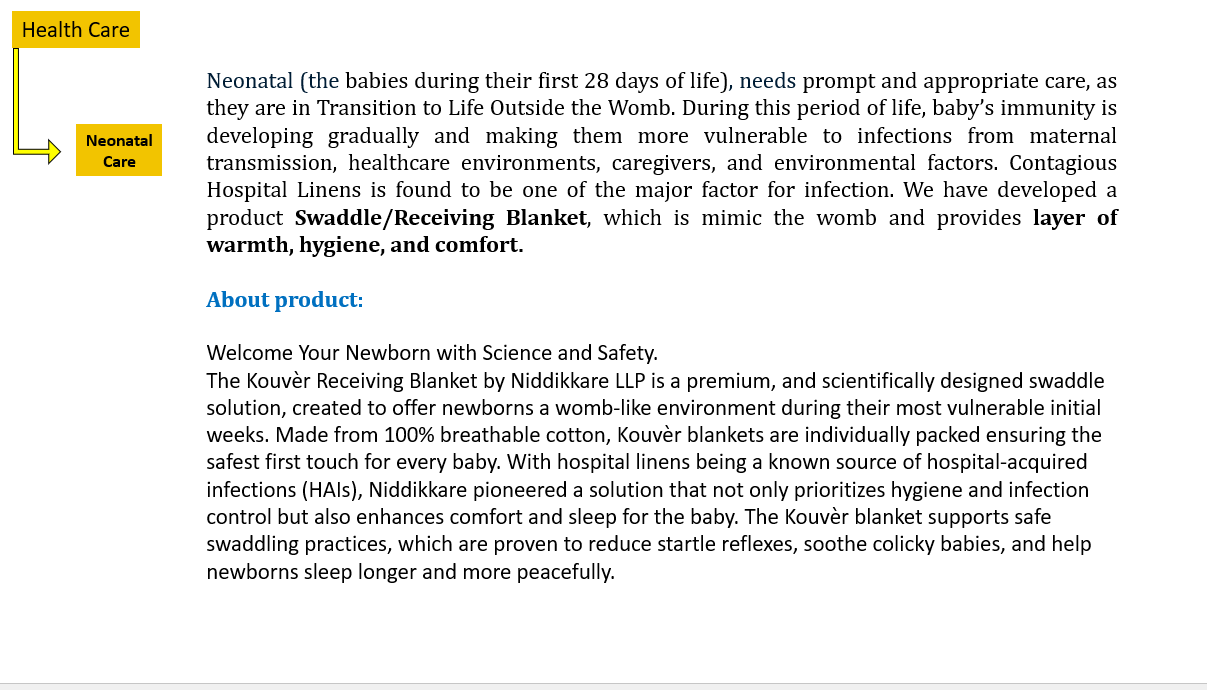 Health Care
Neonatal
Care
Neonatal (the babies during their first 28 days of life), needs prompt and appropriate care, as
they are in Transition to Life Outside the Womb. During this period of life, baby’s immunity is
developing gradually and making them more vulnerable to infections from maternal
transmission, healthcare environments, caregivers, and environmental factors. Contagious
Hospital Linens is found to be one of the major factor for infection. We have developed a
product Swaddle/Receiving Blanket, which is mimic the womb and provides layer of
warmth, hygiene, and comfort.
About product:
Welcome Your Newborn with Science and Safety.
The Kouvèr Receiving Blanket by Niddikkare LLP is a premium, and scientifically designed swaddle
solution, created to offer newborns a womb-like environment during their most vulnerable initial
weeks. Made from 100% breathable cotton, Kouvèr blankets are individually packed ensuring the
safest first touch for every baby. With hospital linens being a known source of hospital-acquired
infections (HAIs), Niddikkare pioneered a solution that not only prioritizes hygiene and infection
control but also enhances comfort and sleep for the baby. The Kouvèr blanket supports safe
swaddling practices, which are proven to reduce startle reflexes, soothe colicky babies, and help
newborns sleep longer and more peacefully.